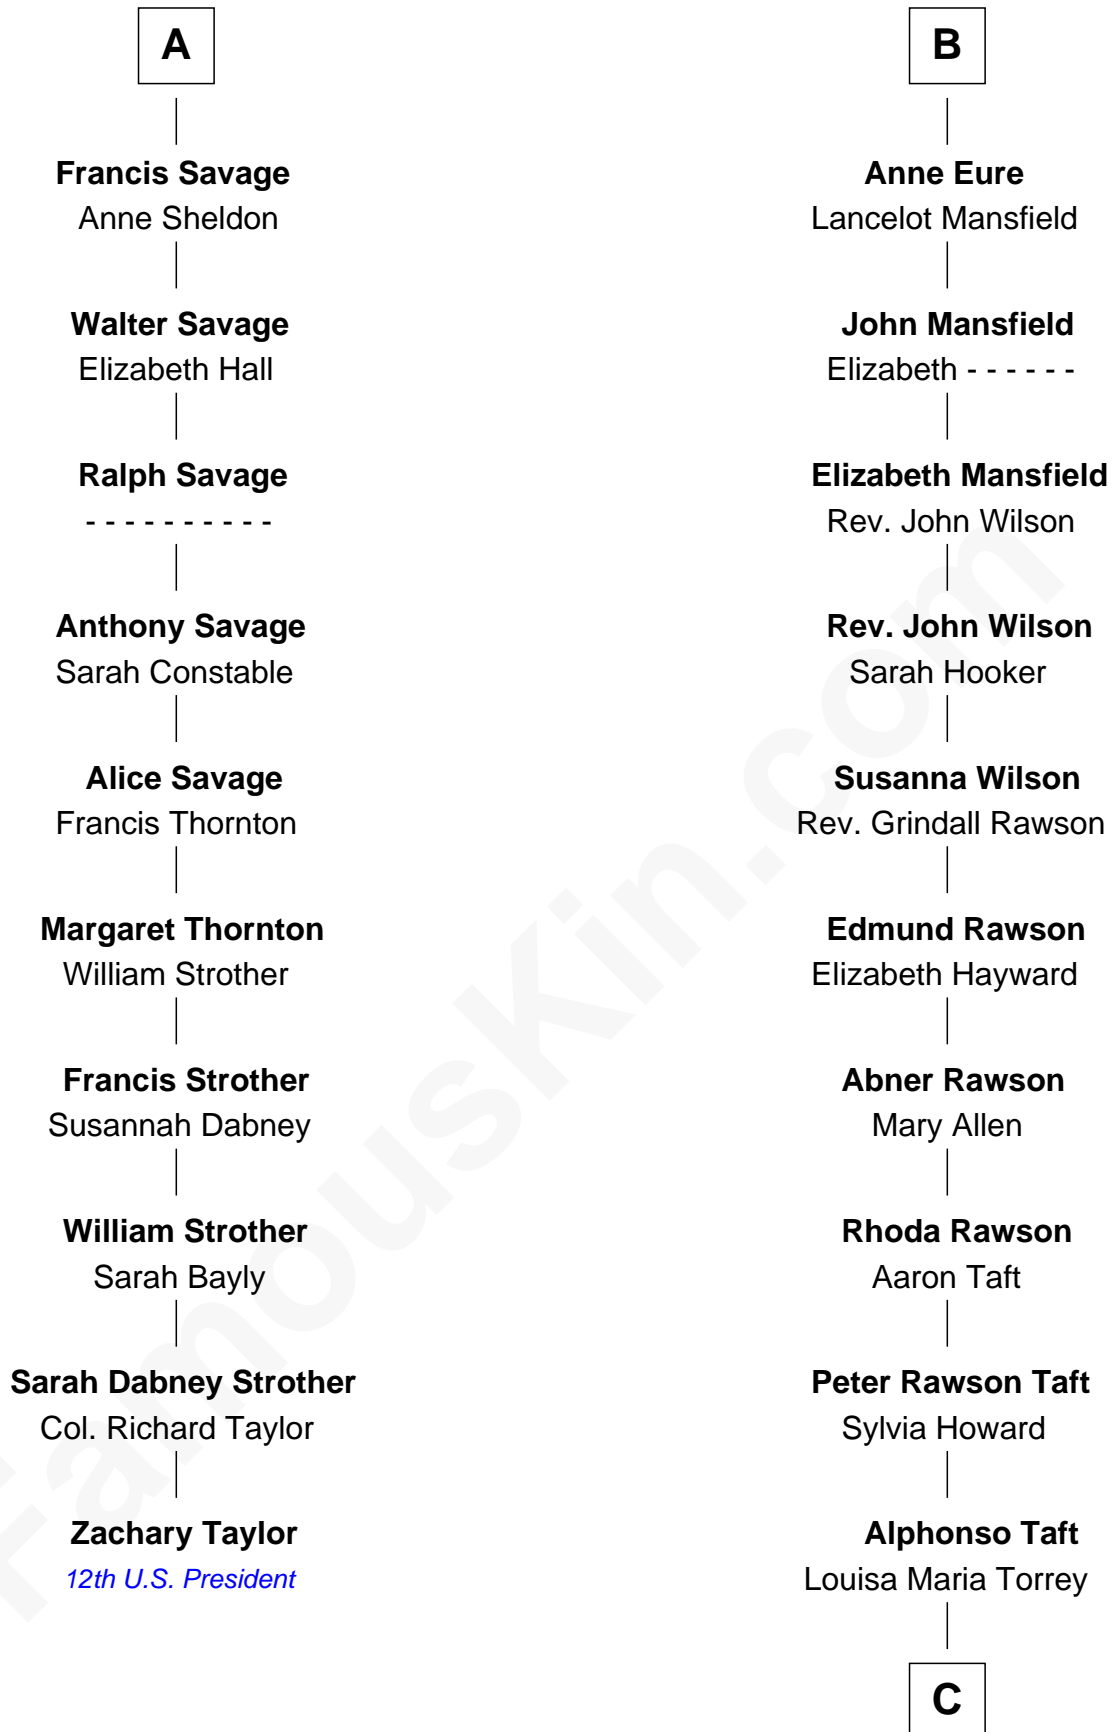 A
Francis Savage
Anne Sheldon
Walter Savage
Elizabeth Hall
Ralph Savage
- - - - - - - - - -
Anthony Savage
Sarah Constable
Alice Savage
Francis Thornton
Margaret Thornton
William Strother
Francis Strother
Susannah Dabney
William Strother
Sarah Bayly
Sarah Dabney Strother
Col. Richard Taylor
Zachary Taylor
12th U.S. President
B
Anne Eure
Lancelot Mansfield
John Mansfield
Elizabeth - - - - - -
Elizabeth Mansfield
Rev. John Wilson
Rev. John Wilson
Sarah Hooker
Susanna Wilson
Rev. Grindall Rawson
Edmund Rawson
Elizabeth Hayward
Abner Rawson
Mary Allen
Rhoda Rawson
Aaron Taft
Peter Rawson Taft
Sylvia Howard
Alphonso Taft
Louisa Maria Torrey
C
FamousKin.com